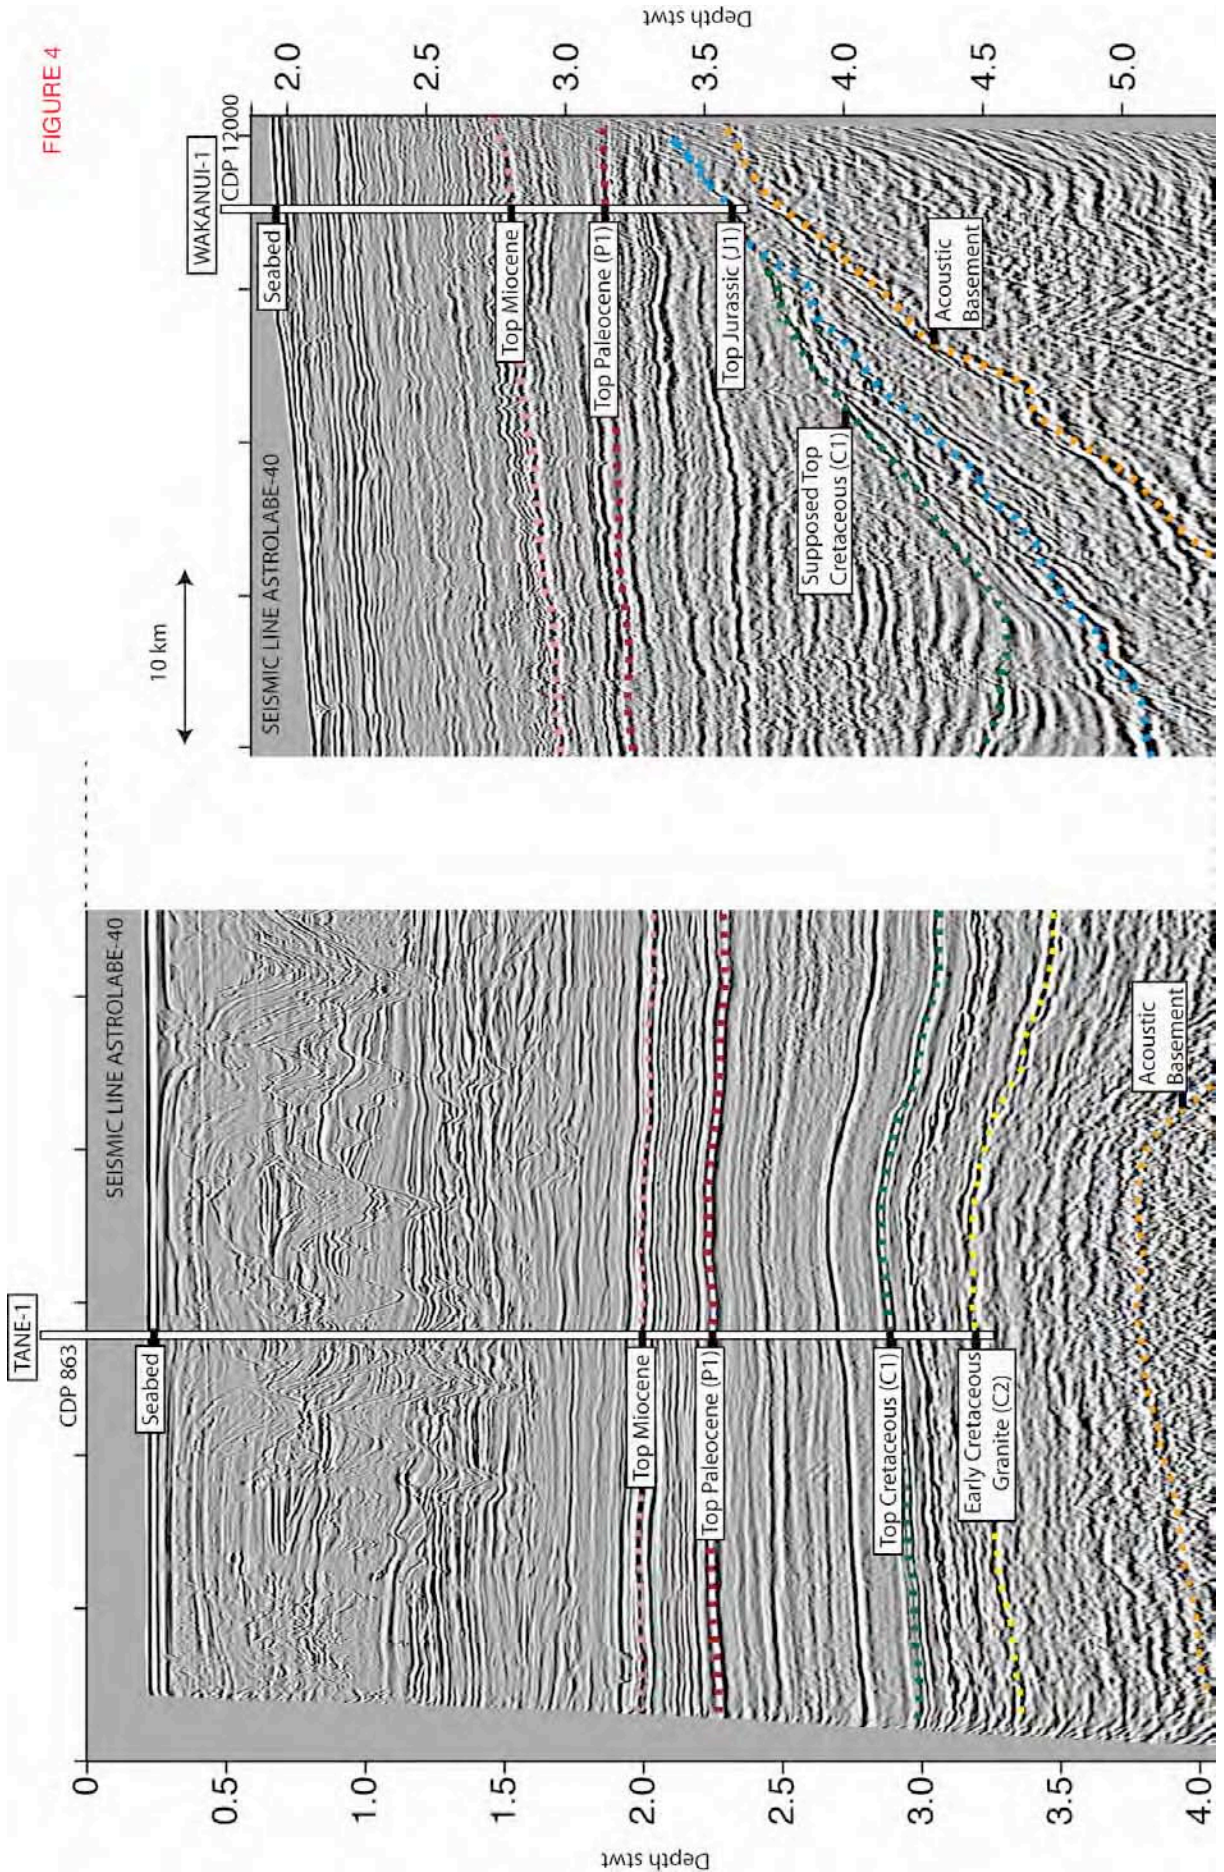 FIGURE 4
TANE-1
CDP 863
SEISMIC LINE ASTROLABE-40
Seabed
Top Miocene
Top Paleocene (P1)
Top Cretaceous (C1)
Early Cretaceous
Granite (C2)
Acoustic
Basement
0
0.5
1.0
1.5
2.0
2.5
3.0
3.5
4.0
Depth stwt
10 km
SEISMIC LINE ASTROLABE-40
WAKANUI-1
CDP 12000
Seabed
Top Miocene
Top Paleocene (P1)
Top Jurassic (J1)
Supposed Top
Cretaceous (C1)
Acoustic
Basement
2.0
2.5
3.0
3.5
4.0
4.5
5.0
Depth stwt